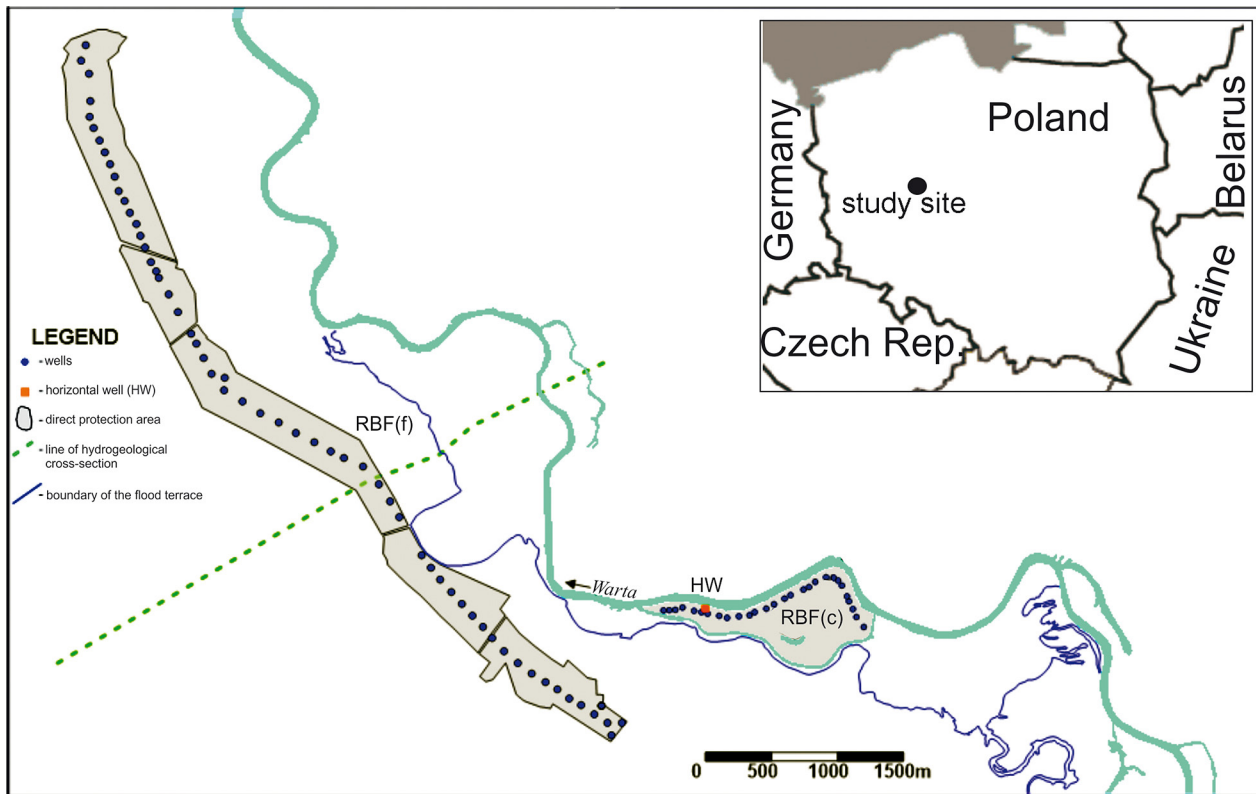 Poland
Germany
Belarus
study site
Ukraine
Czech Rep.
LEGEND
- wells
- horizontal well (HW)
- direct protection area
- line of hydrogeological
cross-section
- boundary of the flood terrace
RBF(f)
Warta
HW
RBF(c)
0 500 1000 1500m